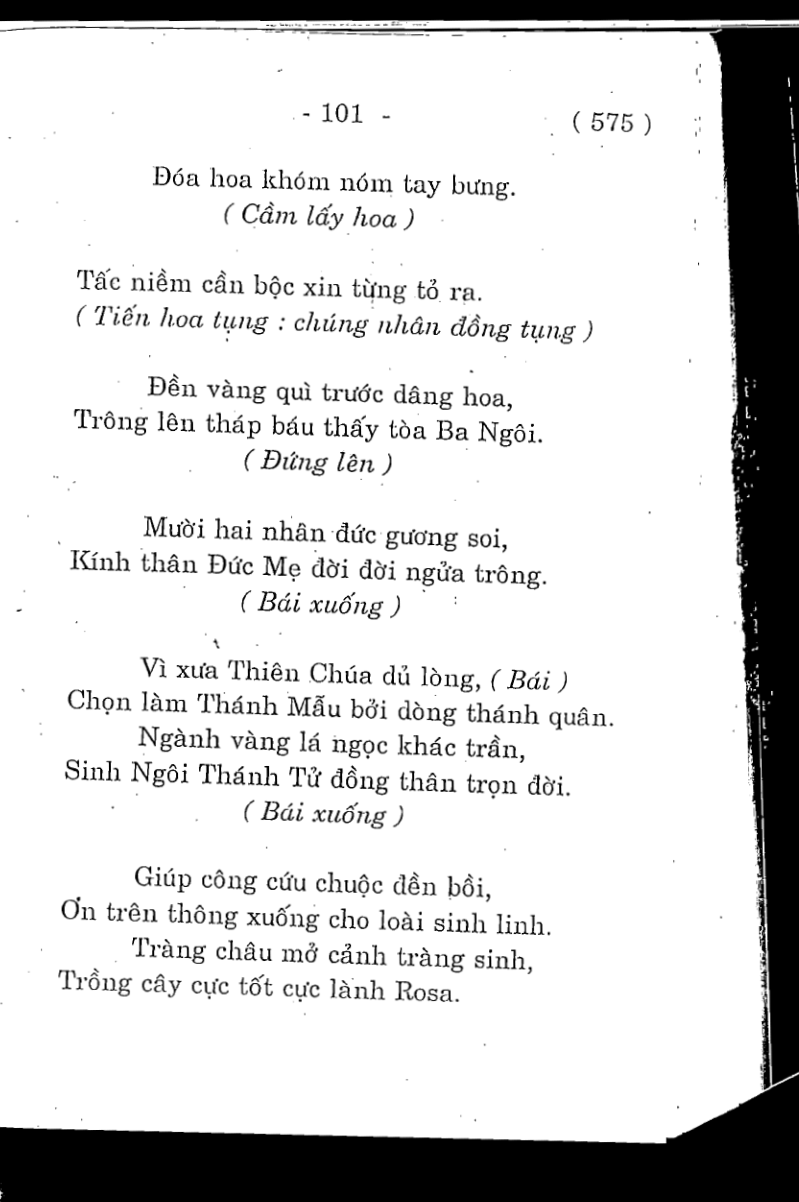 - 101 -
( 575 )
Đóa hoa khóm nóm tay bưng.
( Cầm lấy hoa )
Tấc niềm cần bộc xin từng tỏ ra.
( Tiến hoa tụng : chúng nhân đồng tụng )
Đền vàng quì trước dâng hoa,
Trông lên tháp báu thấy tòa Ba Ngôi.
( Đứng lên )
Mười hai nhân đức gương soi,
Kính thân Đức Mẹ đời đời ngửa trông.
( Bái xuống )
Vì xưa Thiên Chúa dủ lòng, ( Bái )
Chọn làm Thánh Mẫu bởi dòng thánh quân.
Ngành vàng lá ngọc khác trần,
Sinh Ngôi Thánh Tử đồng thân trọn đời.
( Bái xuống )
Giúp công cứu chuộc đền bồi,
Ơn trên thông xuống cho loài sinh linh.
Tràng châu mở cảnh tràng sinh,
Trồng cây cực tốt cực lành Rosa.